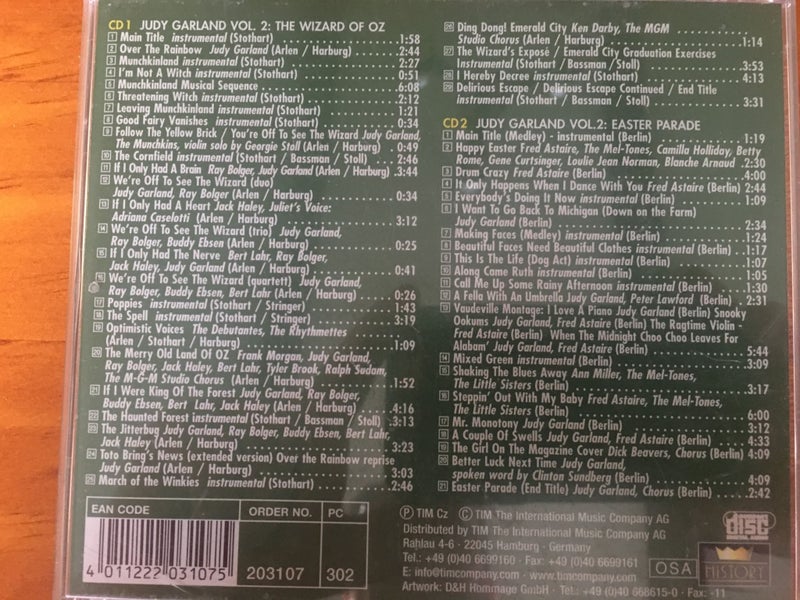 CD 1 JUDY GARLAND VOL. 2: THE WIZARD OF OZ
1 Main Title instrumental (Stothart) 1:58
2 Over The Rainbow Judy Garland (Arlen / Harburg) 2:44
3 Munchkinland instrumental (Stothart) 2:27
4 I'm Not A Witch instrumental (Stothart) 0:51
5 Munchkinland Musical Sequence 6:08
6 Threatening Witch instrumental (Stothart) 2:12
7 Leaving Munchkinland instrumental (Stothart) 1:21
8 Good Fairy Vanishes instrumental (Stothart) 0:34
9 Follow The Yellow Brick / You're Off To See The Wizard Judy Garland,
The Munchkins, violin solo by Georgie Stoll (Arlen / Harburg) 0:49
10 The Cornfield instrumental (Stothart / Bassman / Stoll) 2:46
11 If I Only Had A Brain Ray Bolger, Judy Garland (Arlen / Harburg) 3:44
12 We're Off To See The Wizard (duo)
Judy Garland, Ray Bolger (Arlen / Harburg) 0:34
13 If I Only Had A Heart Jack Haley, Juliet's Voice:
Adriana Caselotti (Arlen / Harburg) 3:12
14 We're Off To See The Wizard (trio) Judy Garland,
Ray Bolger, Buddy Ebsen (Arlen / Harburg) 0:25
15 If I Only Had The Nerve Bert Lahr, Ray Bolger,
Jack Haley, Judy Garland (Arlen / Harburg) 0:41
16 We're Off To See The Wizard (quartett) Judy Garland,
Ray Bolger, Buddy Ebsen, Bert Lahr (Arlen / Harburg) 0:26
17 Poppies instrumental (Stothart / Stringer) 1:43
18 The Spell instrumental (Stothart / Stringer) 3:19
19 Optimistic Voices The Debutantes, The Rhythmettes
(Arlen / Stothart / Harburg) 1:09
20 The Merry Old Land Of OZ Frank Morgan, Judy Garland,
Ray Bolger, Jack Haley, Bert Lahr, Tyler Brook, Ralph Sudam,
The M-G-M Studio Chorus (Arlen / Harburg) 1:52
21 If I Were King Of The Forest Judy Garland, Ray Bolger,
Buddy Ebsen, Bert Lahr, Jack Haley (Arlen / Harburg) 4:16
22 The Haunted Forest instrumental (Stothart / Bassman / Stoll) 3:13
23 The Jitterbug Judy Garland, Ray Bolger, Buddy Ebsen, Bert Lahr,
Jack Haley (Arlen / Harburg) 3:23
24 Toto Bring's News (extended version) Over the Rainbow reprise
Judy Garland (Arlen / Harburg) 3:03
25 March of the Winkies instrumental (Stothart) 2:46
26 Ding Dong! Emerald City Ken Darby, The MGM
Studio Chorus (Arlen / Harburg) 1:14
27 The Wizard's Exposé / Emerald City Graduation Exercises
Instrumental (Stothart / Bassman / Stoll) 3:53
28 I Hereby Decree instrumental (Stothart) 4:13
29 Delirious Escape / Delirious Escape Continued / End Title
instrumental (Stothart / Bassman / Stoll) 3:31
CD 2 JUDY GARLAND VOL.2: EASTER PARADE
1 Main Title (Medley) - instrumental (Berlin) 1:19
2 Happy Easter Fred Astaire, The Mel-Tones, Camilla Holliday, Betty
Rome, Gene Curtsinger, Loulie Jean Norman, Blanche Arnaud 2:30
3 Drum Crazy Fred Astaire (Berlin) 4:00
4 It Only Happens When I Dance With You Fred Astaire (Berlin) 2:44
5 Everybody's Doing It Now instrumental (Berlin) 1:09
6 I Want To Go Back To Michigan (Down on the Farm)
Judy Garland (Berlin) 2:34
7 Making Faces (Medley) instrumental (Berlin) 1:24
8 Beautiful Faces Need Beautiful Clothes instrumental (Berlin) 1:17
9 This Is The Life (Dog Act) instrumental (Berlin) 1:07
10 Along Came Ruth instrumental (Berlin) 1:05
11 Call Me Up Some Rainy Afternoon instrumental (Berlin) 1:30
12 A Fella With An Umbrella Judy Garland, Peter Lawford (Berlin) 2:31
13 Vaudeville Montage: I Love A Piano Judy Garland (Berlin) Snooky
Ookums Judy Garland, Fred Astaire (Berlin) The Ragtime Violin -
Fred Astaire (Berlin) When The Midnight Choo Choo Leaves For
Alabam' Judy Garland, Fred Astaire (Berlin) 5:44
14 Mixed Green instrumental (Berlin) 3:09
15 Shaking The Blues Away Ann Miller, The Mel-Tones,
The Little Sisters (Berlin) 3:17
16 Steppin' Out With My Baby Fred Astaire, The Mel-Tones,
The Little Sisters (Berlin) 6:00
17 Mr. Monotony Judy Garland (Berlin) 3:12
18 A Couple Of Swells Judy Garland, Fred Astaire (Berlin) 4:33
19 The Girl On The Magazine Cover Dick Beavers, Chorus (Berlin) 4:09
20 Better Luck Next Time Judy Garland,
spoken word by Clinton Sundberg (Berlin) 4:09
21 Easter Parade (End Title) Judy Garland, Chorus (Berlin) 2:42
EAN CODE ORDER NO. PC
4 011222 031075 203107 302
℗ TIM Cz © TIM The International Music Company AG
Distributed by TIM The International Music Company AG
Rahlau 4-6 - 22045 Hamburg - Germany
Tel.: +49 (0)40 6699160 - Fax: +49 (0)40 6699161
E: info@timcompany.com - www.timcompany.com
Artwork: D&H Hommage GmbH - Tel. +49 (0)40 668615-0 - Fax: -11
disc
DIGITAL AUDIO
OSA
HISTORY